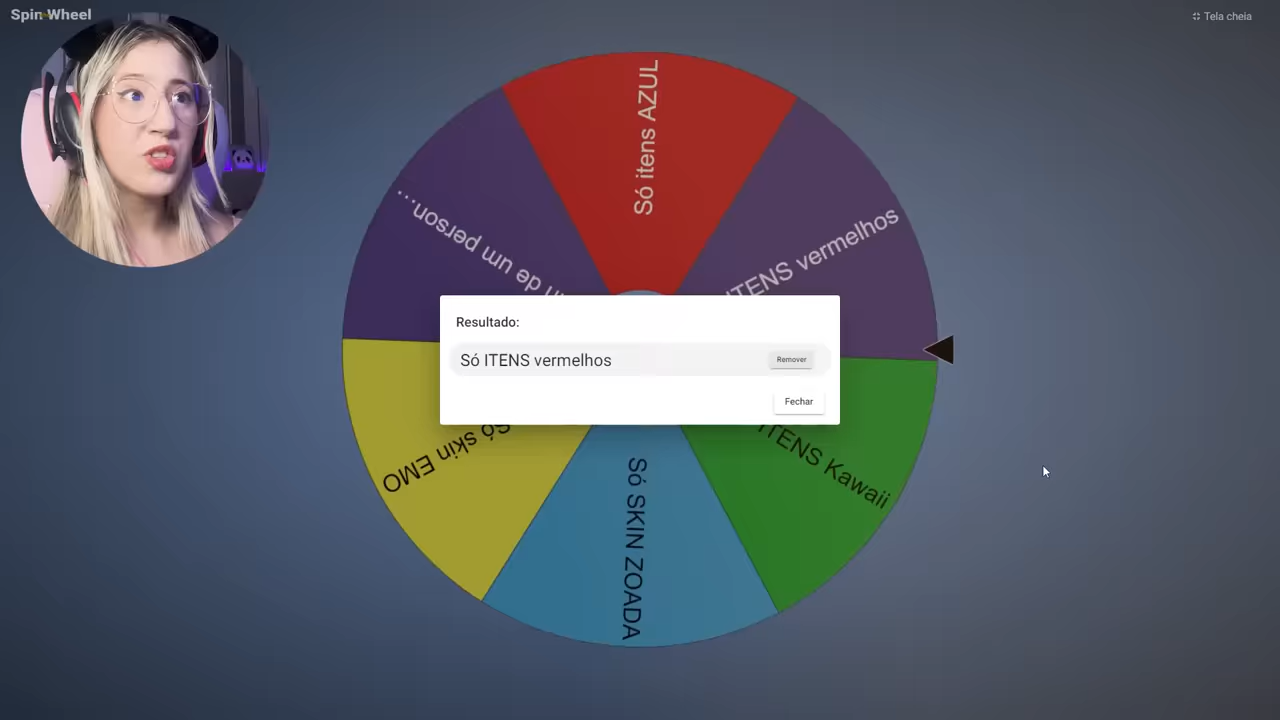 Spin Wheel
Tela cheia
Só itens AZUL
ITENS vermelhos
de um person...
Resultado:
Só ITENS vermelhos
Remover
Fechar
Só skin EMO
Só SKIN ZOADA
ITENS Kawaii